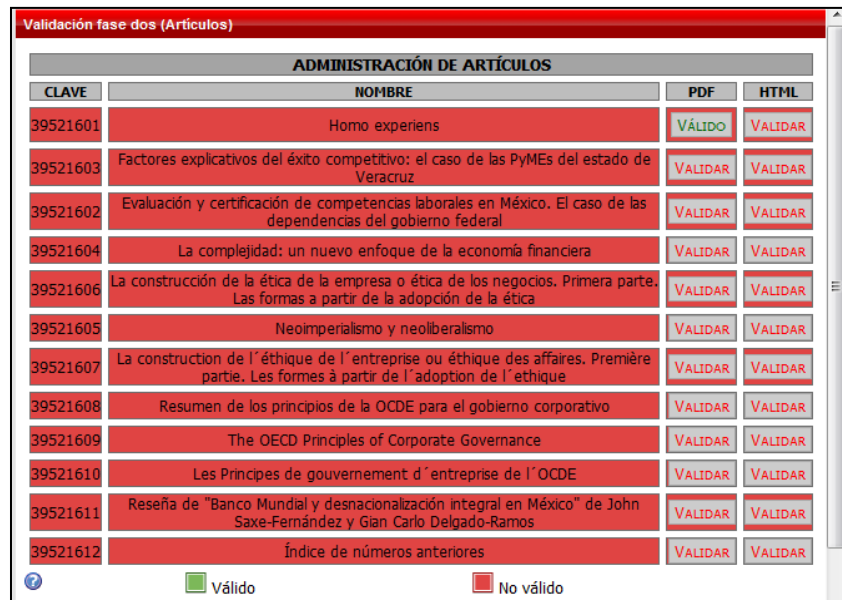 Validación fase dos (Artículos)
ADMINISTRACIÓN DE ARTÍCULOS
CLAVE NOMBRE PDF HTML
39521601 Homo experiens VÁLIDO VALIDAR
39521603 Factores explicativos del éxito competitivo: el caso de las PyMEs del estado de
Veracruz VALIDAR VALIDAR
39521602 Evaluación y certificación de competencias laborales en México. El caso de las
dependencias del gobierno federal VALIDAR VALIDAR
39521604 La complejidad: un nuevo enfoque de la economía financiera VALIDAR VALIDAR
39521606 La construcción de la ética de la empresa o ética de los negocios. Primera parte.
Las formas a partir de la adopción de la ética VALIDAR VALIDAR
39521605 Neoimperialismo y neoliberalismo VALIDAR VALIDAR
39521607 La construction de l´éthique de l´entreprise ou éthique des affaires. Première
partie. Les formes à partir de l´adoption de l´ethique VALIDAR VALIDAR
39521608 Resumen de los principios de la OCDE para el gobierno corporativo VALIDAR VALIDAR
39521609 The OECD Principles of Corporate Governance VALIDAR VALIDAR
39521610 Les Principes de gouvernement d´entreprise de l´OCDE VALIDAR VALIDAR
39521611 Reseña de "Banco Mundial y desnacionalización integral en México" de John
Saxe-Fernández y Gian Carlo Delgado-Ramos VALIDAR VALIDAR
39521612 Índice de números anteriores VALIDAR VALIDAR
? Válido No válido